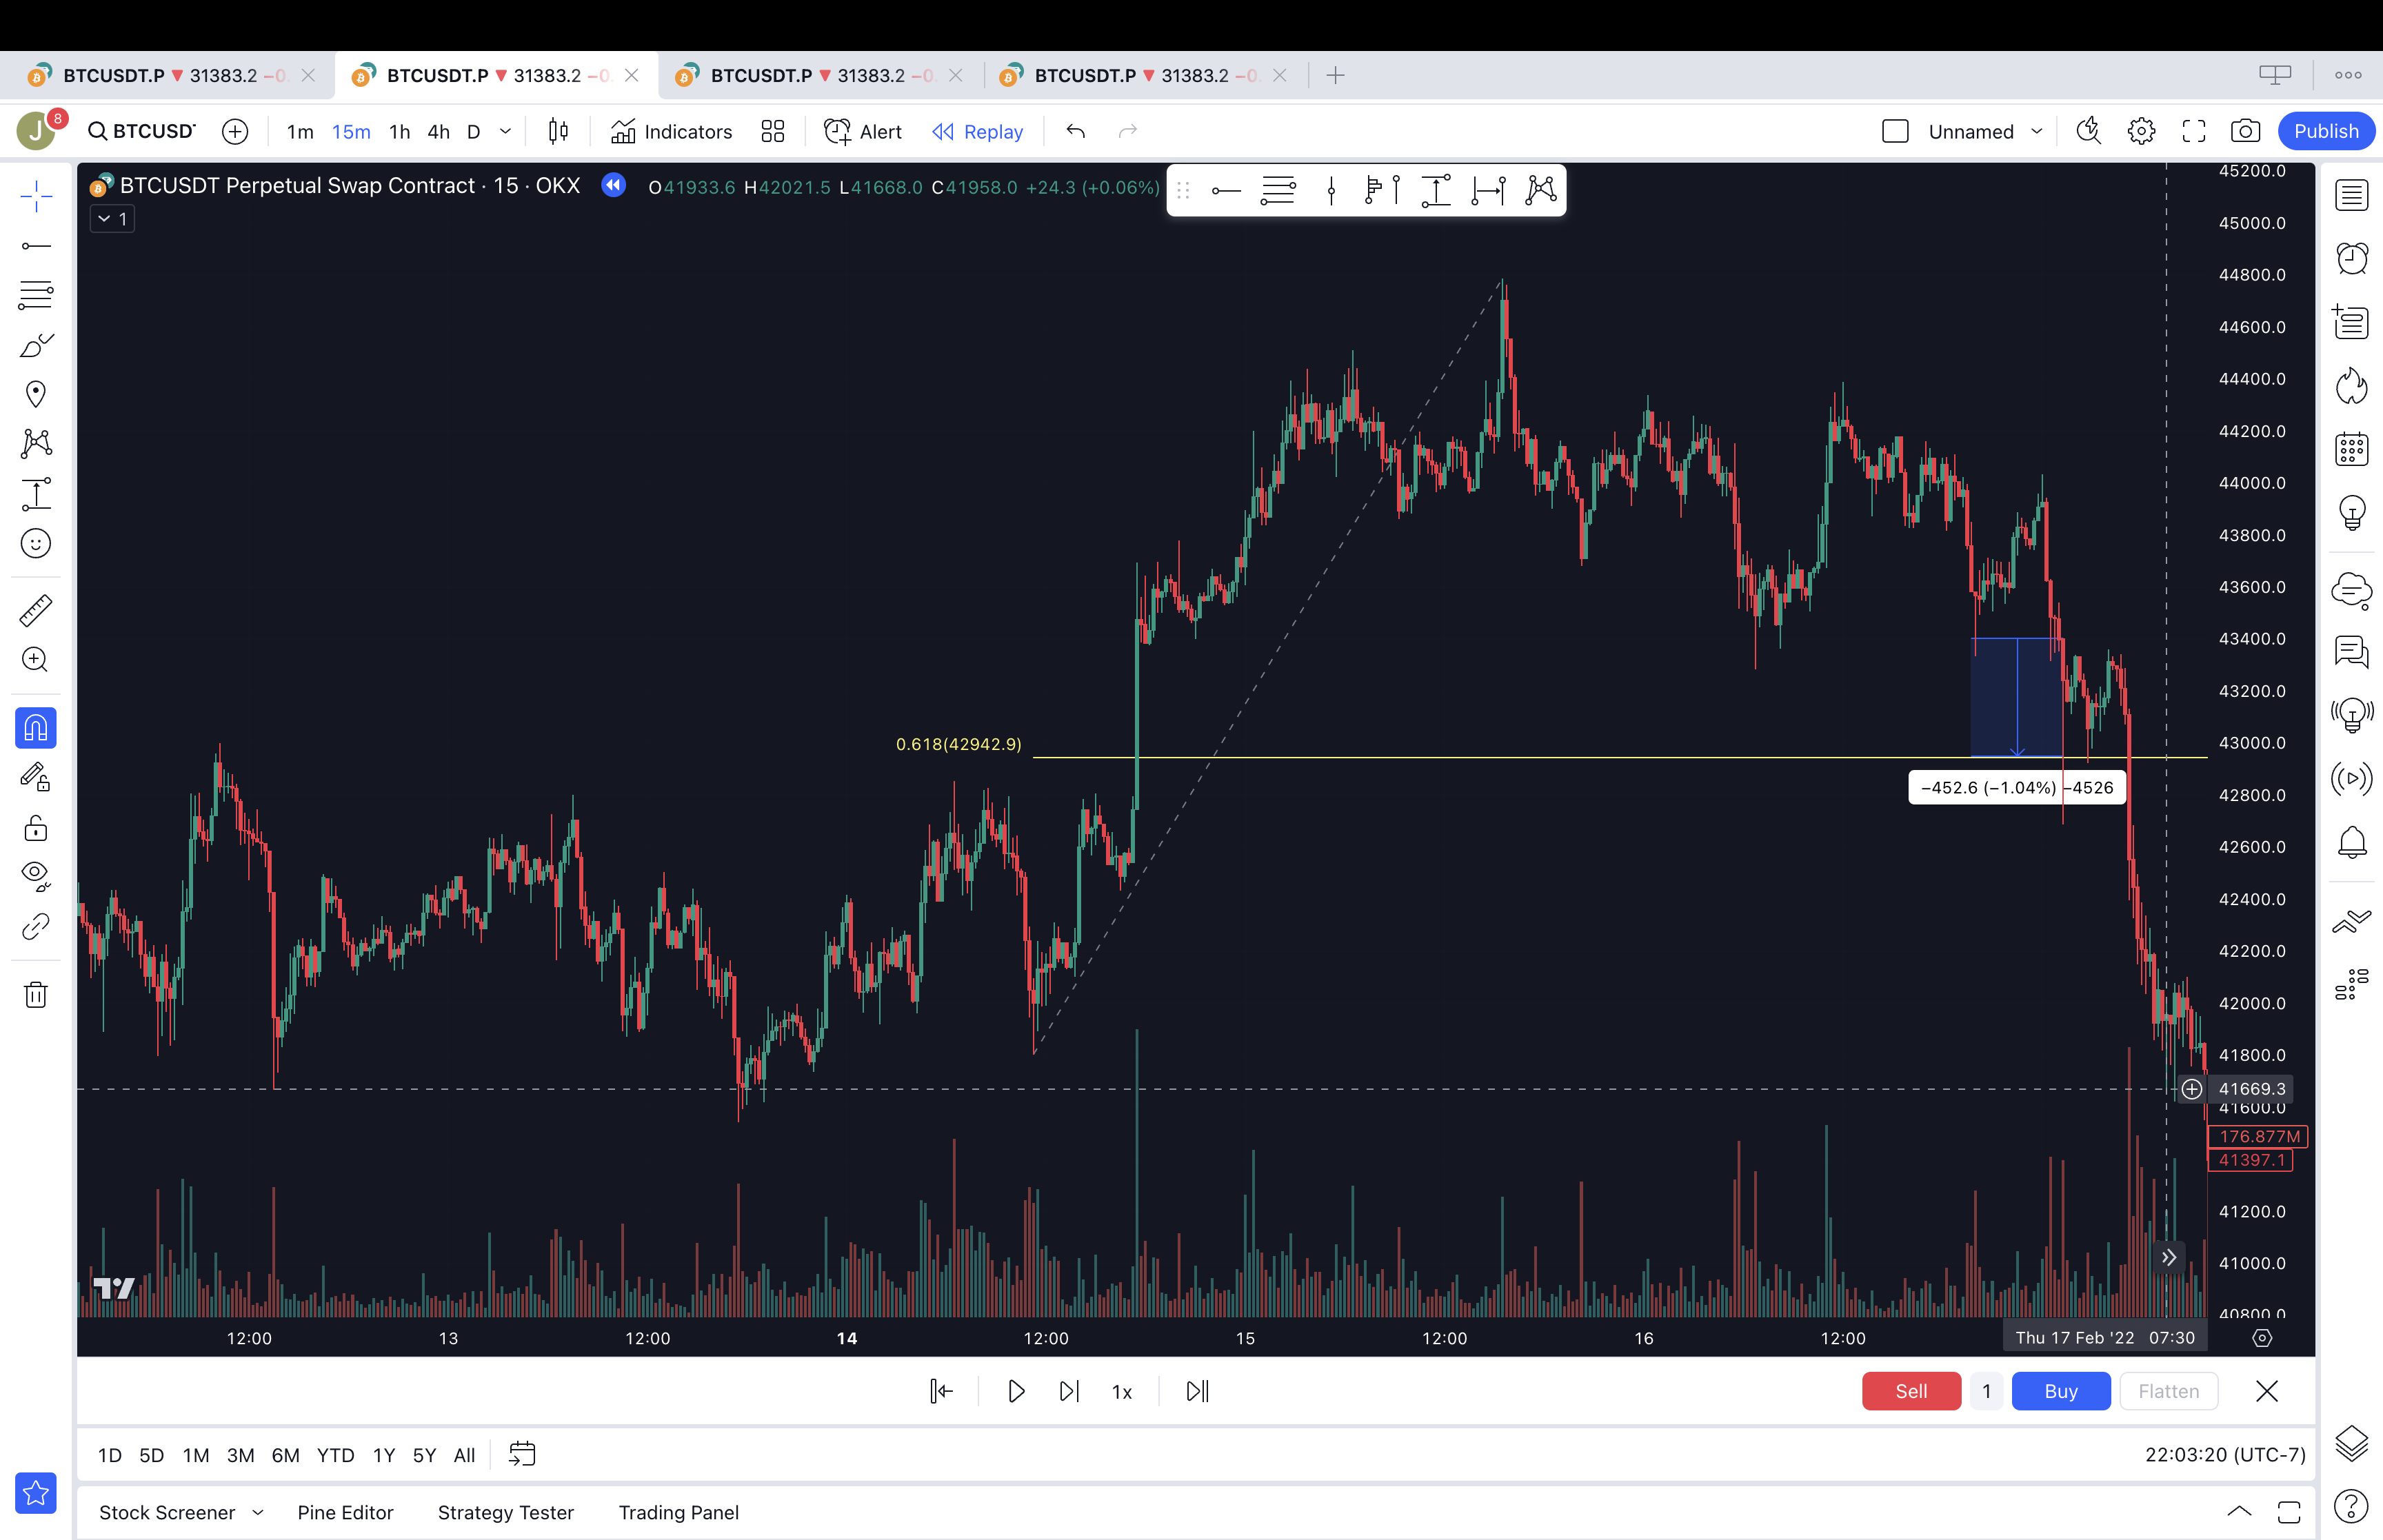 BTCUSDT.P ▼ 31383.2 −0. BTCUSDT.P ▼ 31383.2 −0. BTCUSDT.P ▼ 31383.2 −0. BTCUSDT.P ▼ 31383.2 −0.
J 8 BTCUSD 1m 15m 1h 4h D Indicators Alert Replay Unnamed Publish
BTCUSDT Perpetual Swap Contract · 15 · OKX O41933.6 H42021.5 L41668.0 C41958.0 +24.3 (+0.06%)
1
45200.0
45000.0
44800.0
44600.0
44400.0
44200.0
44000.0
43800.0
43600.0
43400.0
43200.0
0.618(42942.9)
43000.0
−452.6 (−1.04%) −4526
42800.0
42600.0
42400.0
42200.0
42000.0
41800.0
41669.3
41600.0
176.877M
41397.1
41200.0
41000.0
40800.0
12:00 13 12:00 14 12:00 15 12:00 16 12:00 Thu 17 Feb '22 07:30
1x Sell 1 Buy Flatten
1D 5D 1M 3M 6M YTD 1Y 5Y All 22:03:20 (UTC-7)
Stock Screener Pine Editor Strategy Tester Trading Panel